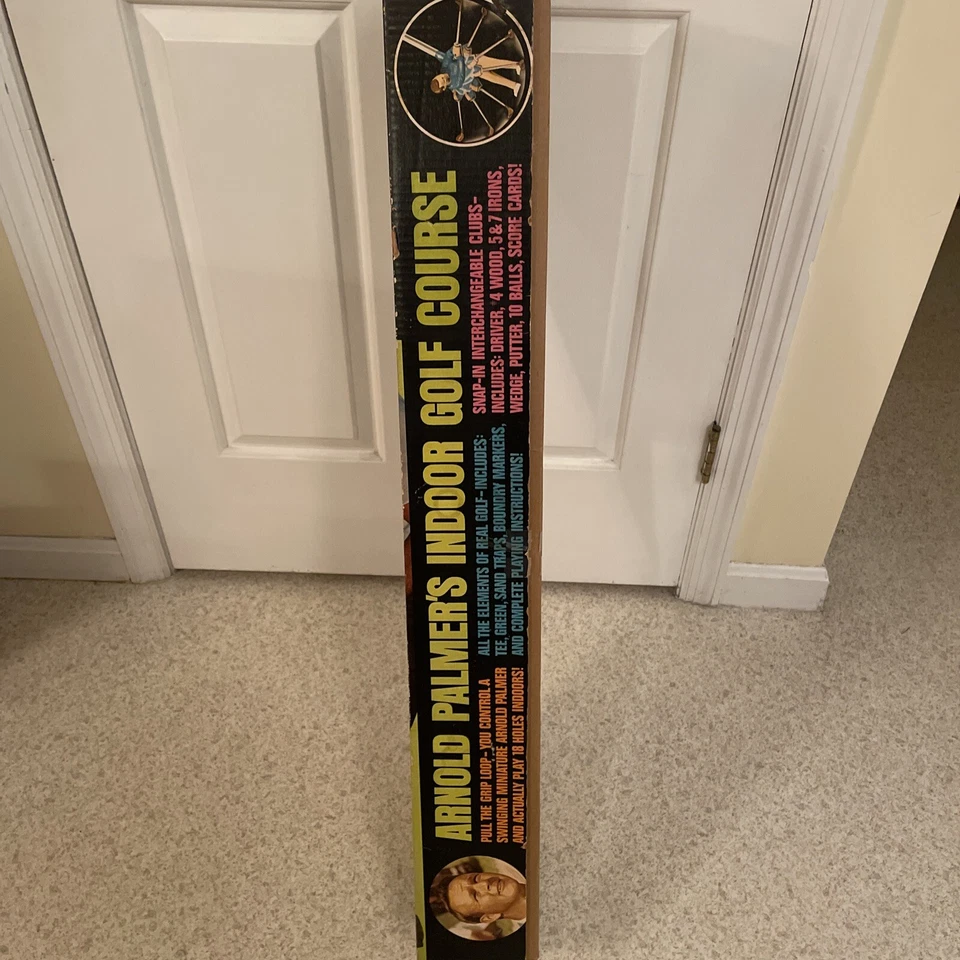 ARNOLD PALMER'S INDOOR GOLF COURSE
PULL THE GRIP LOOP-YOU CONTROL A
SWINGING MINIATURE ARNOLD PALMER
AND ACTUALLY PLAY 18 HOLES INDOORS!
ALL THE ELEMENTS OF REAL GOLF-INCLUDES:
TEE, GREEN, SAND TRAPS, BOUNDRY MARKERS,
AND COMPLETE PLAYING INSTRUCTIONS!
SNAP-IN INTERCHANGEABLE CLUBS-
INCLUDES: DRIVER, #4 WOOD, 5 & 7 IRONS,
WEDGE, PUTTER, 10 BALLS, SCORE CARDS!